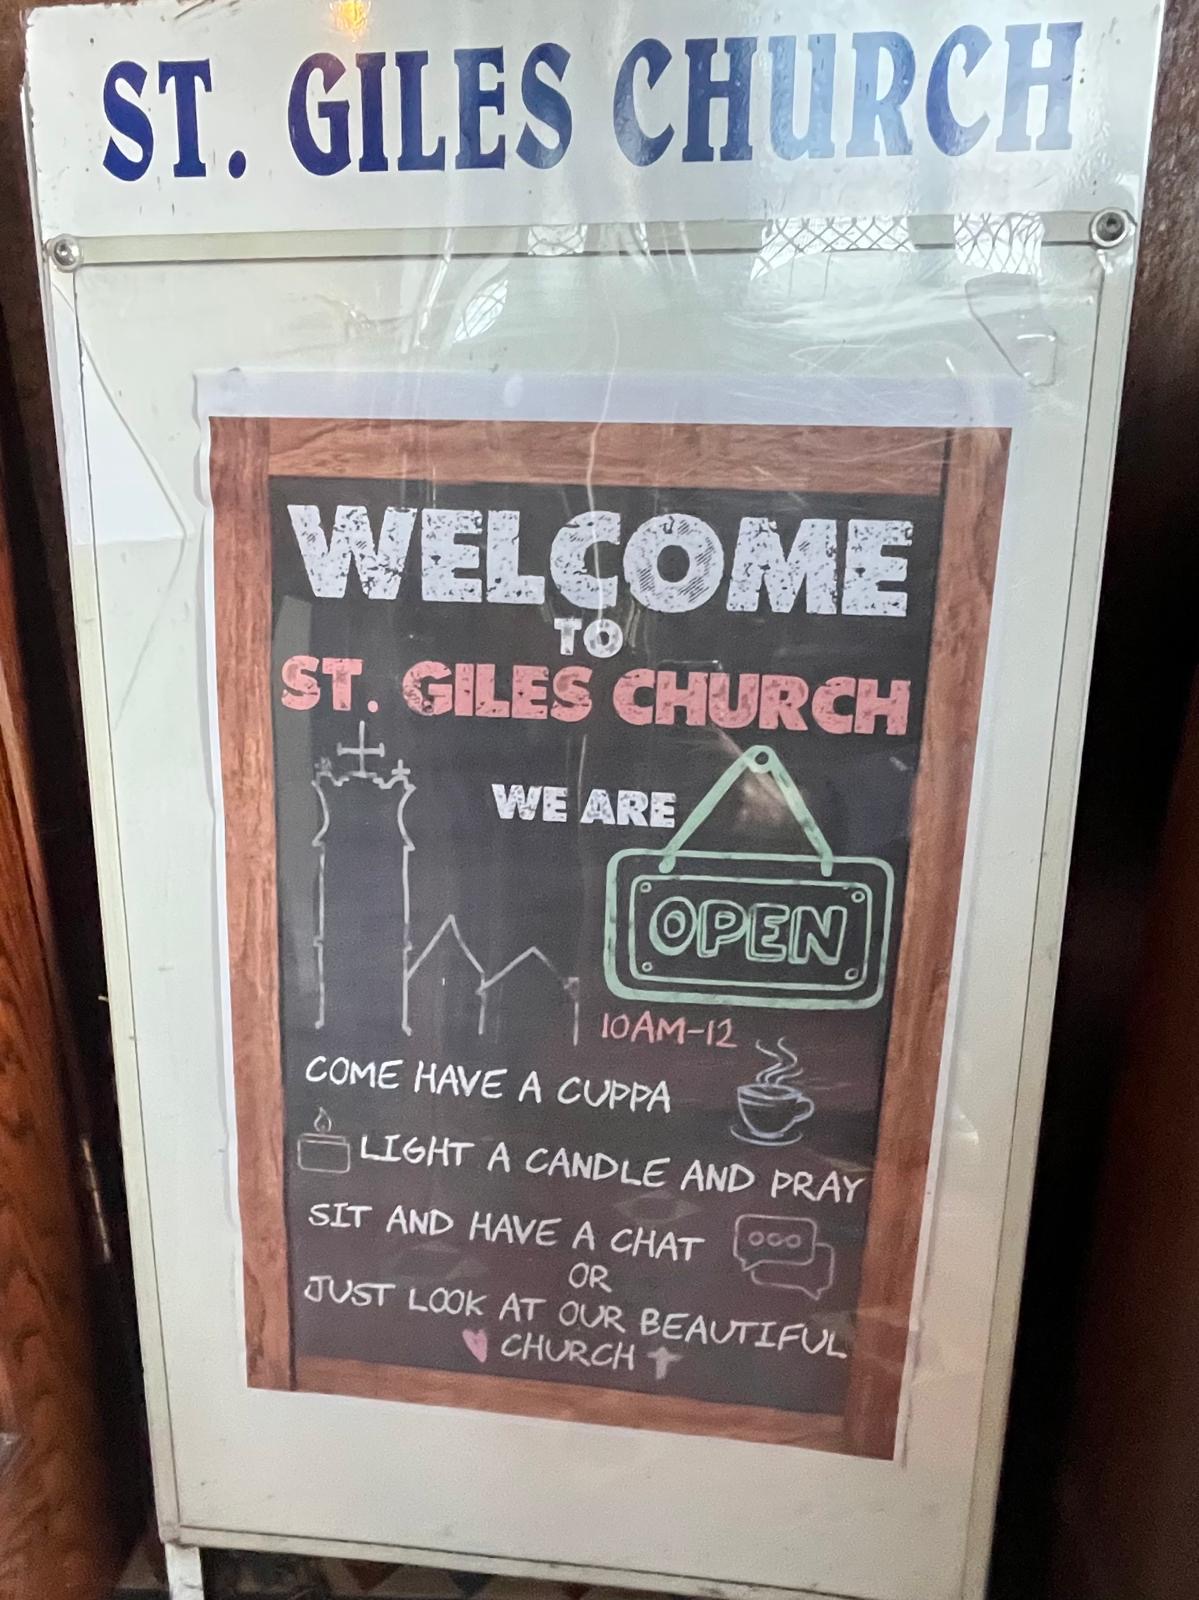 ST. GILES CHURCH
WELCOME
TO
ST. GILES CHURCH
WE ARE
OPEN
10AM-12
COME HAVE A CUPPA
LIGHT A CANDLE AND PRAY
SIT AND HAVE A CHAT
OR
JUST LOOK AT OUR BEAUTIFUL
CHURCH